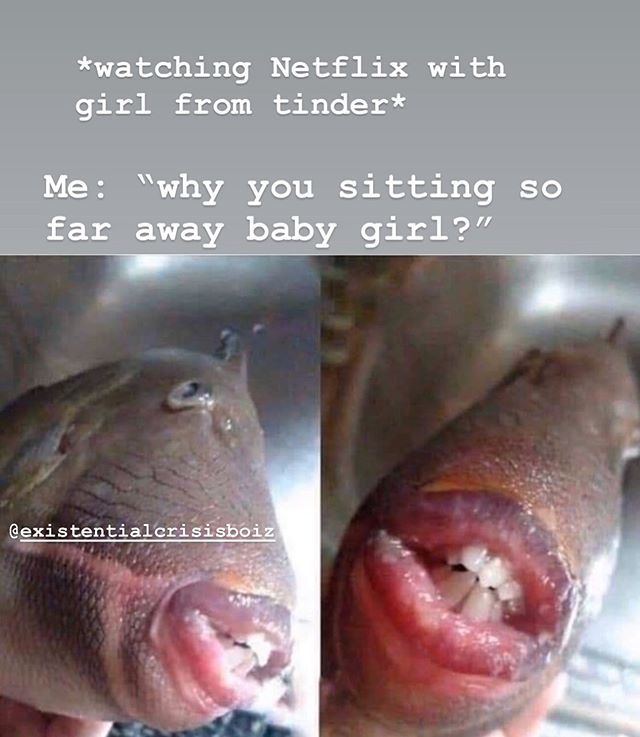 *watching Netflix with
girl from tinder*
Me: “why you sitting so
far away baby girl?”
@existentialcrisisboiz